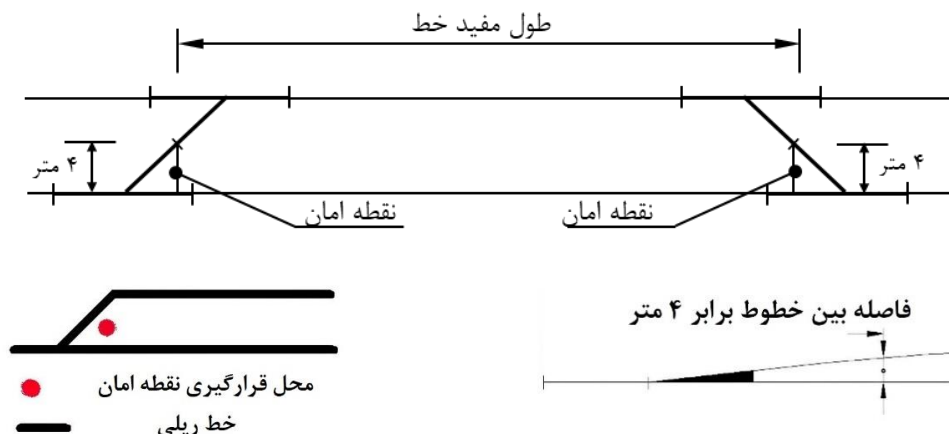 طول مفید خط
۴ متر
۴ متر
نقطه امان
نقطه امان
فاصله بین خطوط برابر ۴ متر
محل قرارگیری نقطه امان
خط ریلی